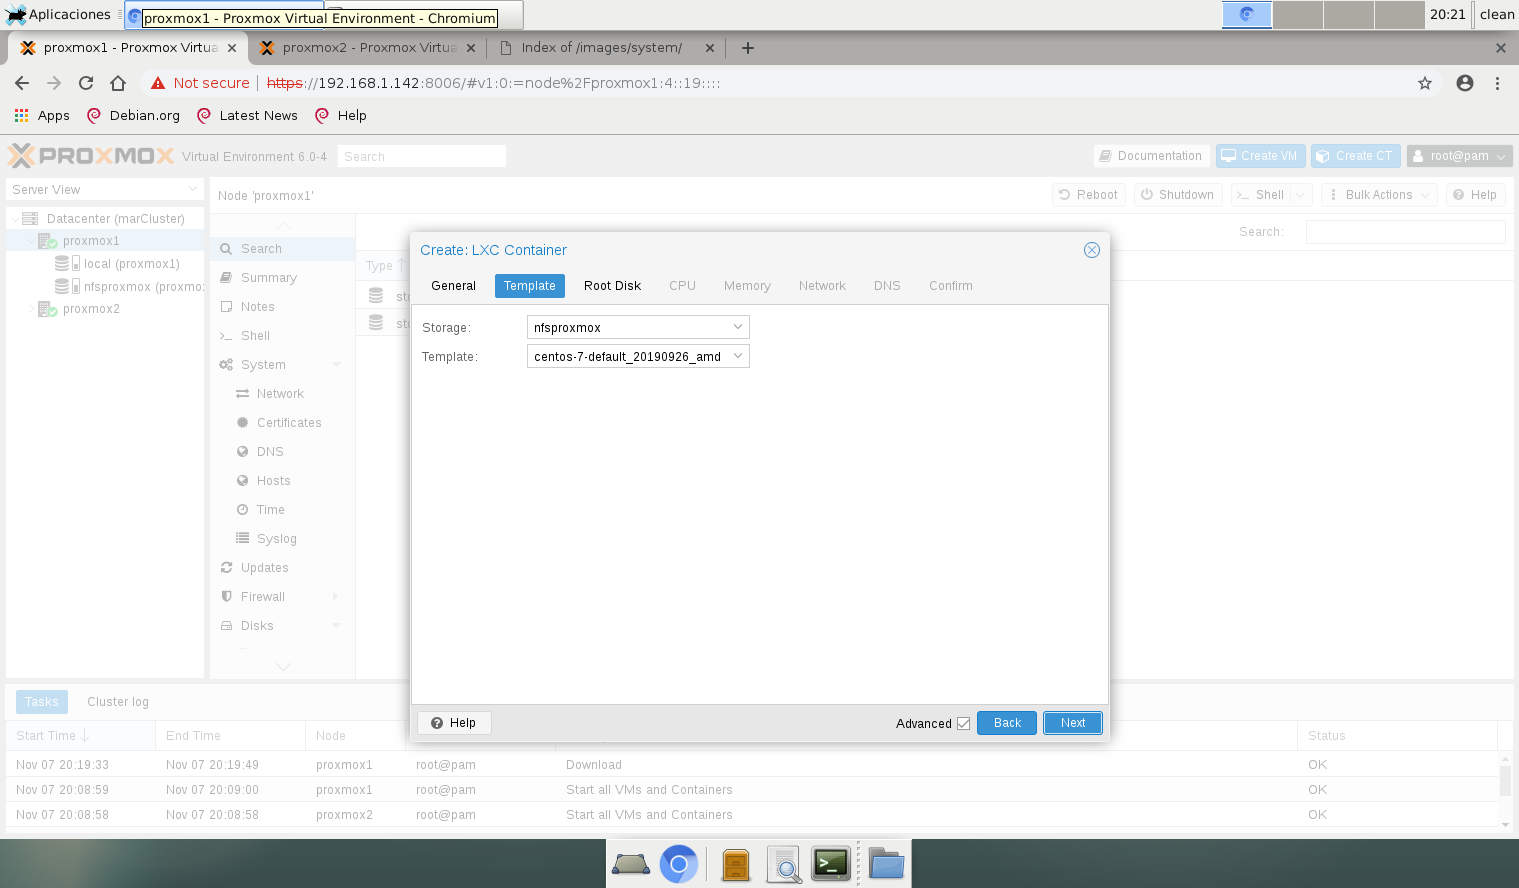 Aplicaciones
proxmox1 - Proxmox Virtual Environment - Chromium
20:21
clean
proxmox1 - Proxmox Virtua
proxmox2 - Proxmox Virtua
Index of /images/system/
Not secure
https://192.168.1.142:8006/#v1:0:=node%2Fproxmox1:4::19::::
Apps
Debian.org
Latest News
Help
PROXMOX
Virtual Environment 6.0-4
Search
Documentation
Create VM
Create CT
root@pam
Server View
Node 'proxmox1'
Reboot
Shutdown
>_ Shell
Bulk Actions
Help
Datacenter (marCluster)
proxmox1
local (proxmox1)
nfsproxmox (proxmo
proxmox2
Search
Summary
Notes
>_ Shell
System
Network
Certificates
DNS
Hosts
Time
Syslog
Updates
Firewall
Disks
Search:
Type
sto
sto
Create: LXC Container
General
Template
Root Disk
CPU
Memory
Network
DNS
Confirm
Storage:
nfsproxmox
Template:
centos-7-default_20190926_amd
Help
Advanced
Back
Next
Tasks
Cluster log
Start Time
End Time
Node
Status
Nov 07 20:19:33
Nov 07 20:19:49
proxmox1
root@pam
Download
OK
Nov 07 20:08:59
Nov 07 20:09:00
proxmox1
root@pam
Start all VMs and Containers
OK
Nov 07 20:08:58
Nov 07 20:08:58
proxmox2
root@pam
Start all VMs and Containers
OK